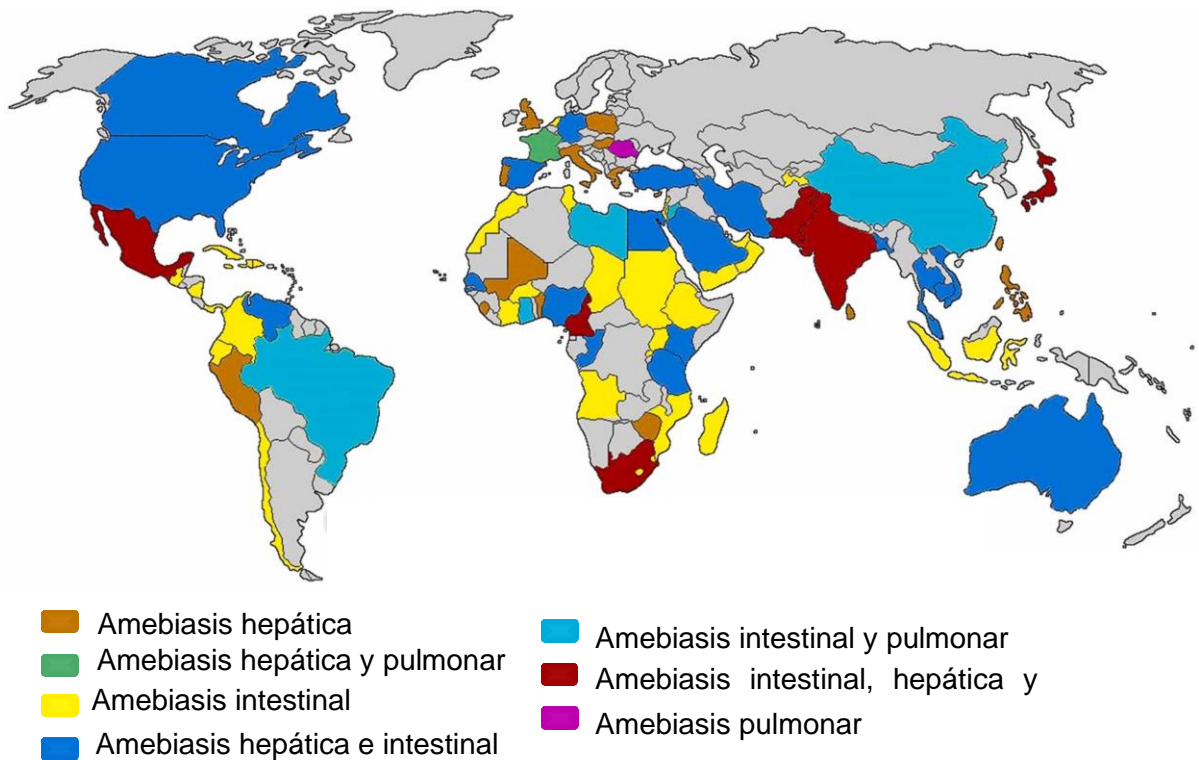 Amebiasis hepática
Amebiasis hepática y pulmonar
Amebiasis intestinal
Amebiasis hepática e intestinal
Amebiasis intestinal y pulmonar
Amebiasis intestinal, hepática y
Amebiasis pulmonar